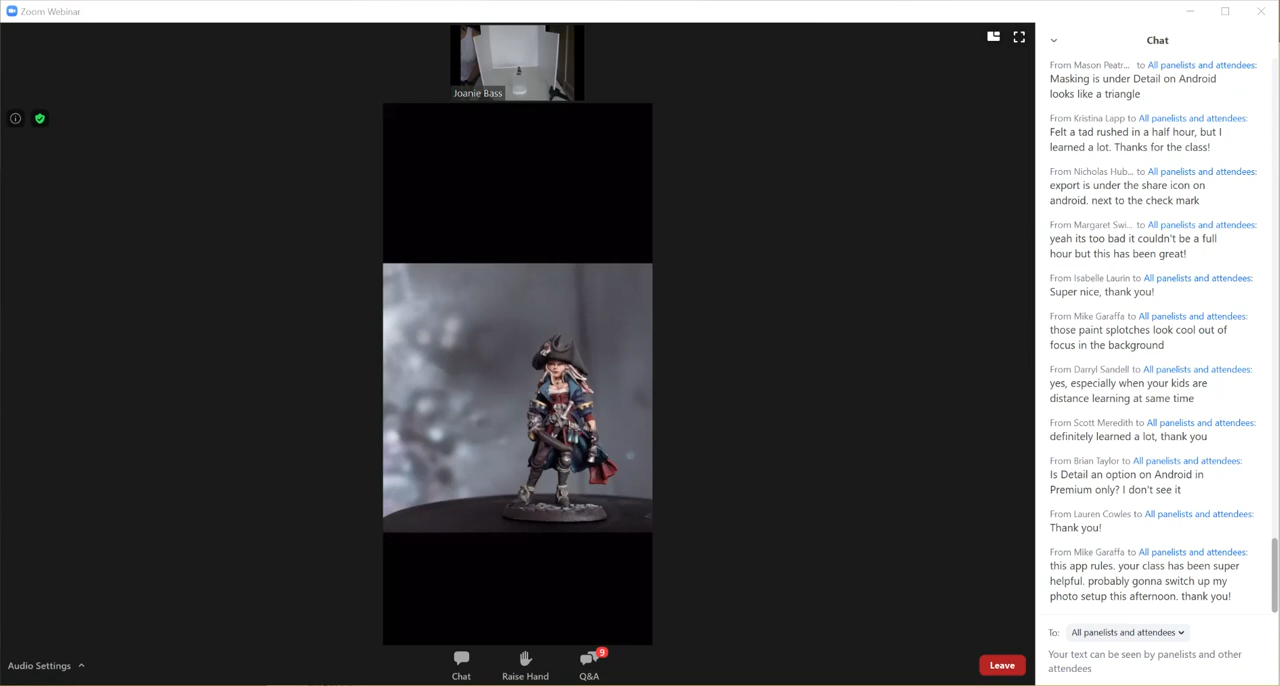 Zoom Webinar
Joanie Bass
Chat
From Mason Peatr... to All panelists and attendees:
Masking is under Detail on Android
looks like a triangle
From Kristina Lapp to All panelists and attendees:
Felt a tad rushed in a half hour, but I
learned a lot. Thanks for the class!
From Nicholas Hub... to All panelists and attendees:
export is under the share icon on
android. next to the check mark
From Margaret Swi... to All panelists and attendees:
yeah its too bad it couldn't be a full
hour but this has been great!
From Isabelle Laurin to All panelists and attendees:
Super nice, thank you!
From Mike Garaffa to All panelists and attendees:
those paint splotches look cool out of
focus in the background
From Darryl Sandell to All panelists and attendees:
yes, especially when your kids are
distance learning at same time
From Scott Meredith to All panelists and attendees:
definitely learned a lot, thank you
From Brian Taylor to All panelists and attendees:
Is Detail an option on Android in
Premium only? I don't see it
From Lauren Cowles to All panelists and attendees:
Thank you!
From Mike Garaffa to All panelists and attendees:
this app rules. your class has been super
helpful. probably gonna switch up my
photo setup this afternoon. thank you!
To: All panelists and attendees
Your text can be seen by panelists and other
attendees
Audio Settings
Chat
Raise Hand
9
Q&A
Leave